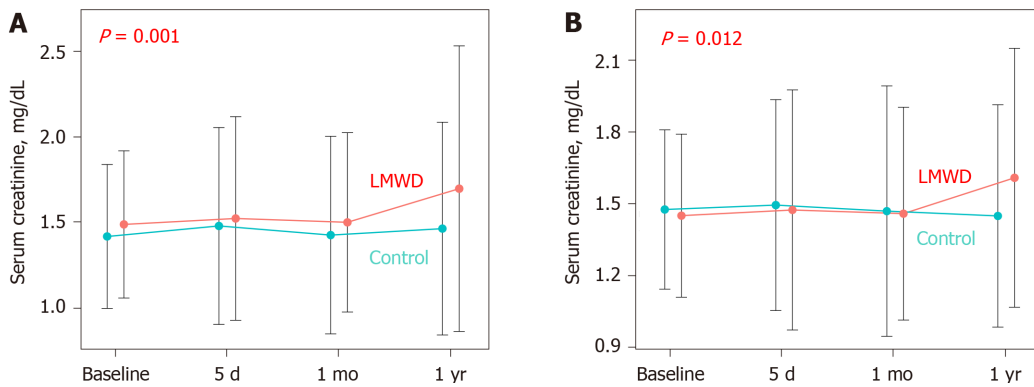 A
P = 0.001
Serum creatinine, mg/dL
2.5
2.0
1.5
1.0
LMWD
Control
Baseline 5 d 1 mo 1 yr
B
P = 0.012
Serum creatinine, mg/dL
2.1
1.8
1.5
1.2
0.9
LMWD
Control
Baseline 5 d 1 mo 1 yr